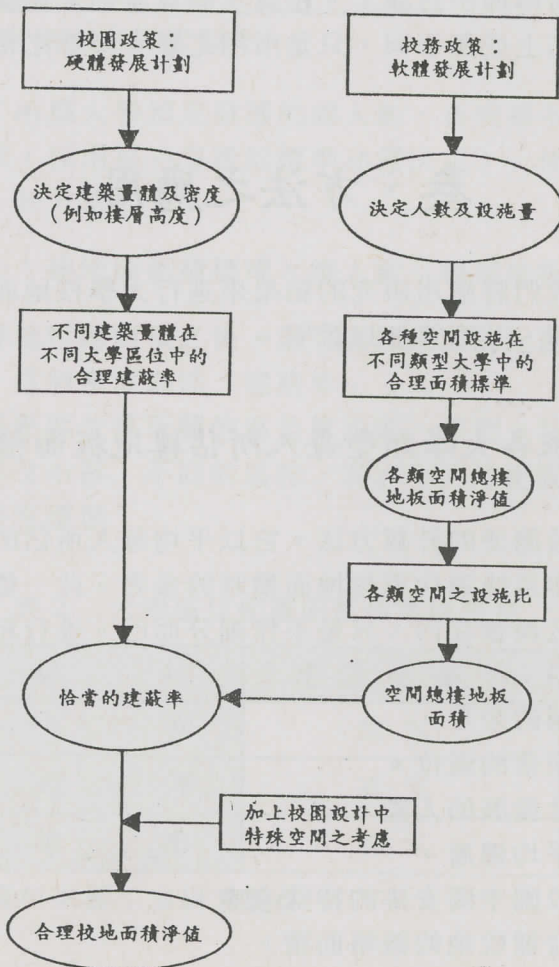 校園政策
硬體發展計劃
校務政策：
軟體發展計劃
決定建築量體及密度
（例如樓層高度）
決定人數及設施量
不同建築量體在
不同大學區位中的
合理建蔽率
各種空間設施在
不同類型大學中的
合理面積標準
各類空間總樓
地板面積淨值
各類空間之設施比
恰當的建蔽率
空間總樓地板
面積
加上校園設計中
特殊空間之考慮
合理校地面積淨值